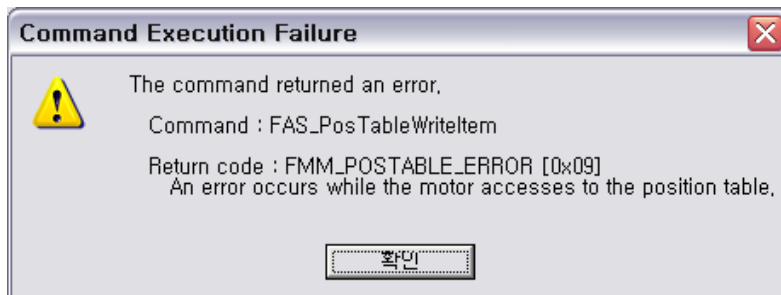 Command Execution Failure
The command returned an error,
Command : FAS_PosTableWriteItem
Return code : FMM_POSTABLE_ERROR [0x09]
An error occurs while the motor accesses to the position table,
확인